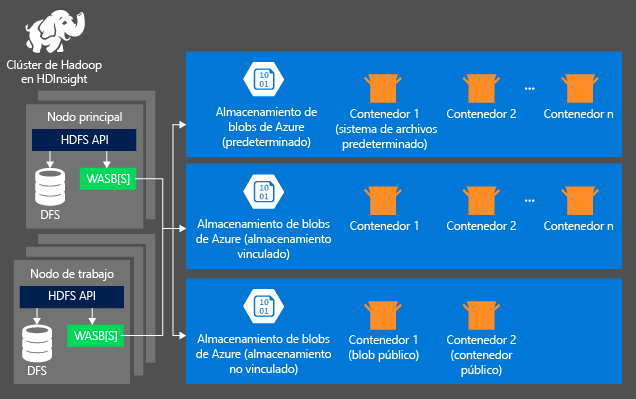 Clúster de Hadoop
en HDInsight
Nodo principal
HDFS API
WASB[S]
DFS
Nodo de trabajo
HDFS API
WASB[S]
DFS
10
01
Almacenamiento de
blobs de Azure
(predeterminado)
Contenedor 1
(sistema de archivos
predeterminado)
Contenedor 2
...
Contenedor n
10
01
Almacenamiento de blobs
de Azure (almacenamiento
vinculado)
Contenedor 1
Contenedor 2
...
Contenedor n
10
01
Almacenamiento de blobs
de Azure (almacenamiento
no vinculado)
Contenedor 1
(blob público)
Contenedor 2
(contenedor
público)